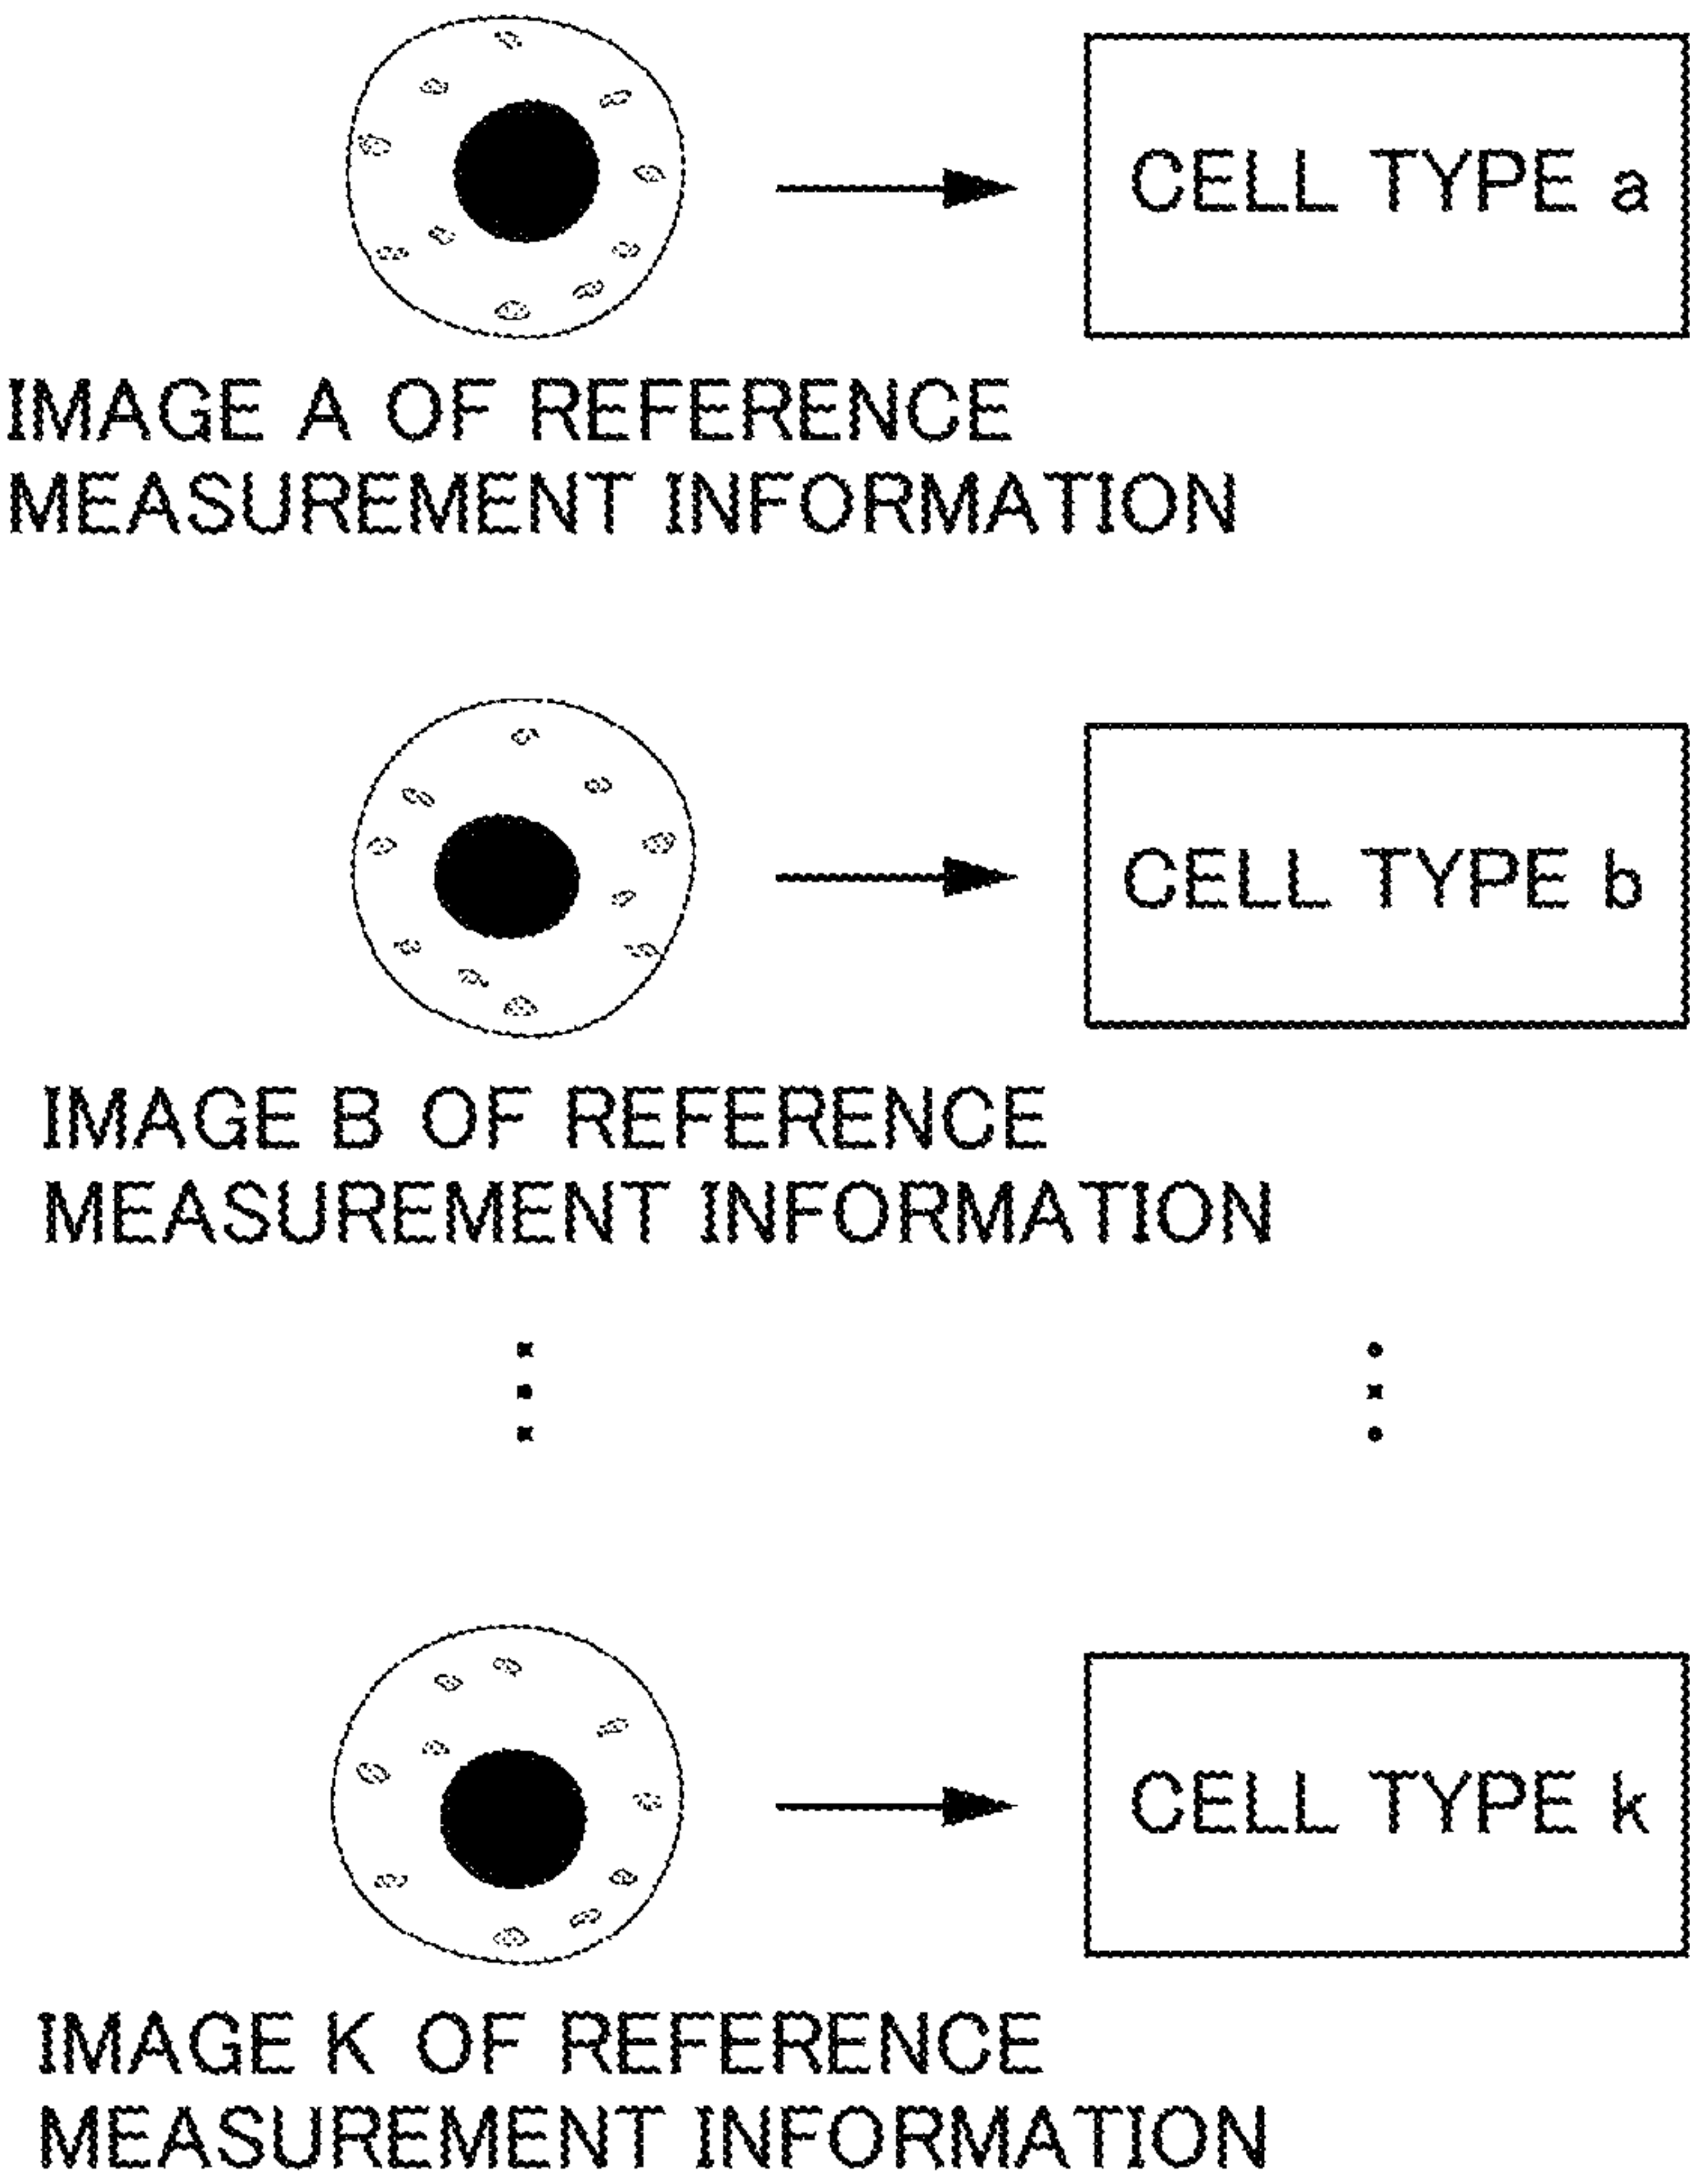 CELL TYPE a
IMAGE A OF REFERENCE
MEASUREMENT INFORMATION
CELL TYPE b
IMAGE B OF REFERENCE
MEASUREMENT INFORMATION
CELL TYPE k
IMAGE K OF REFERENCE
MEASUREMENT INFORMATION